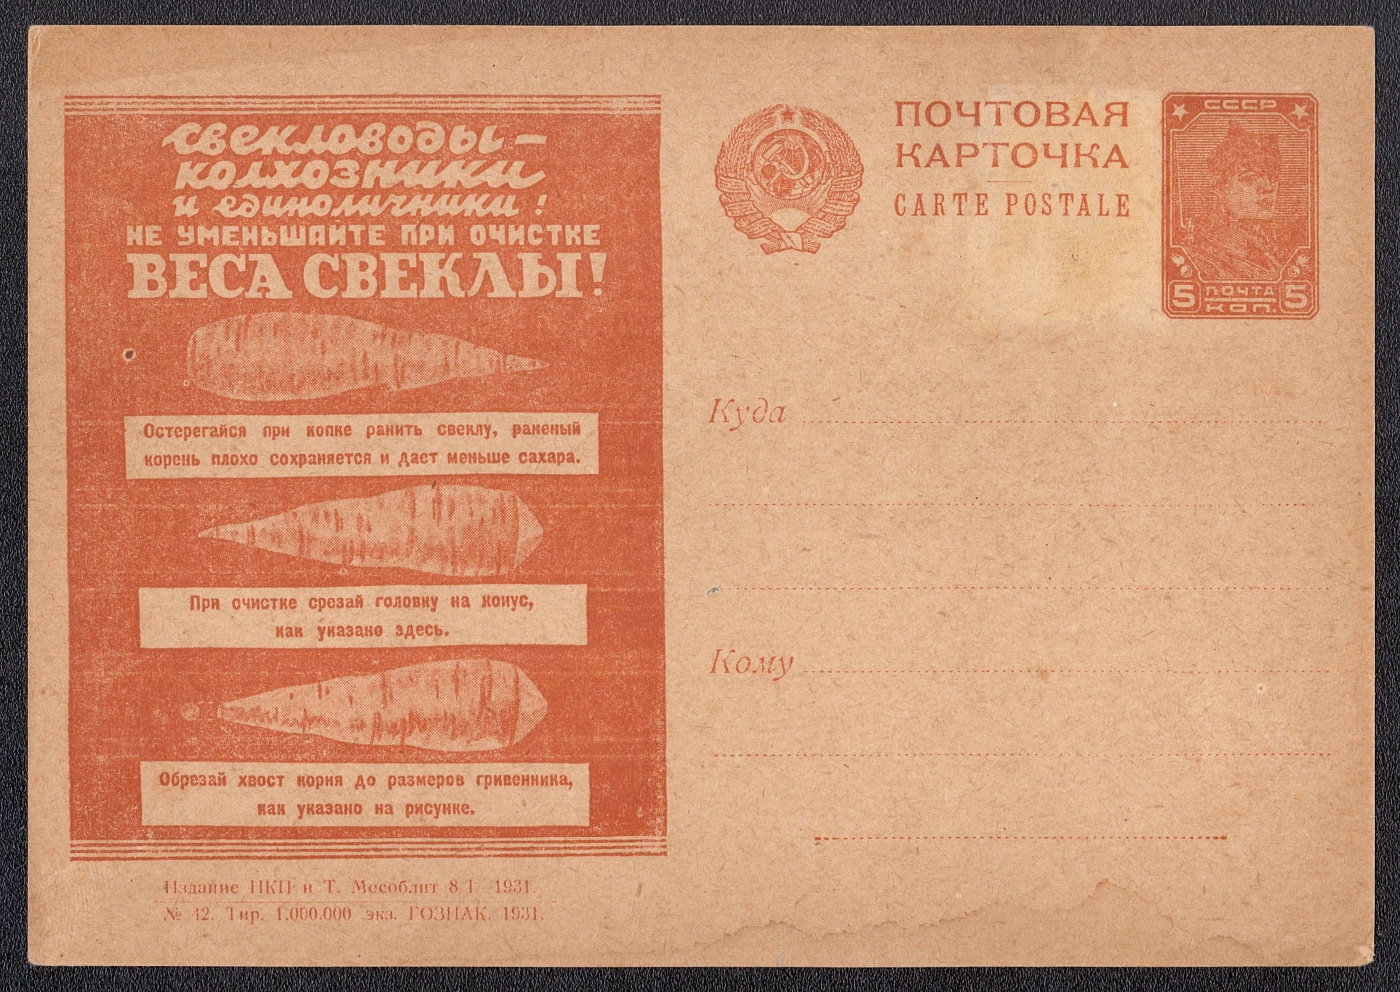 свекловоды-
колхозники
и единоличники!
НЕ УМЕНЬШАЙТЕ ПРИ ОЧИСТКЕ
ВЕСА СВЕКЛЫ!
Остерегайся при копке ранить свеклу, раненый
корень плохо сохраняется и дает меньше сахара.
При очистке срезай головку на конус,
как указано здесь.
Обрезай хвост корня до размеров гривенника,
как указано на рисунке.
Издание НКП и Т. Мособлит 8 I 1931.
№ 42. Тир. 1.000.000 экз. ГОЗНАК. 1931.
ПОЧТОВАЯ
КАРТОЧКА
CARTE POSTALE
СССР
5 ПОЧТА 5
КОП.
Куда
Кому